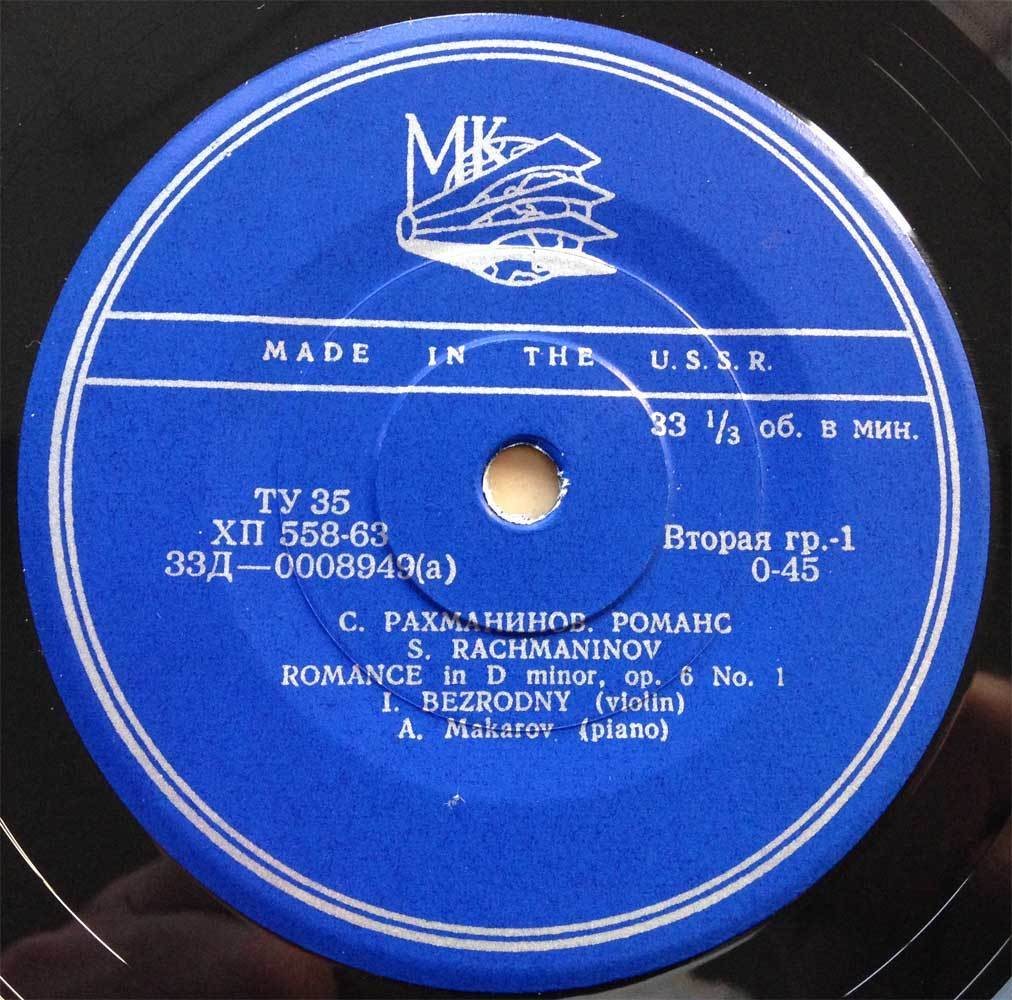 МК
MADE IN THE U.S.S.R.
33 1/3 об. в мин.
ТУ 35
ХП 558-63
33Д—0008949(а)
Вторая гр.-1
0-45
С. РАХМАНИНОВ. РОМАНС
S. RACHMANINOV
ROMANCE in D minor, op. 6 No. 1
I. BEZRODNY (violin)
A. Makarov (piano)